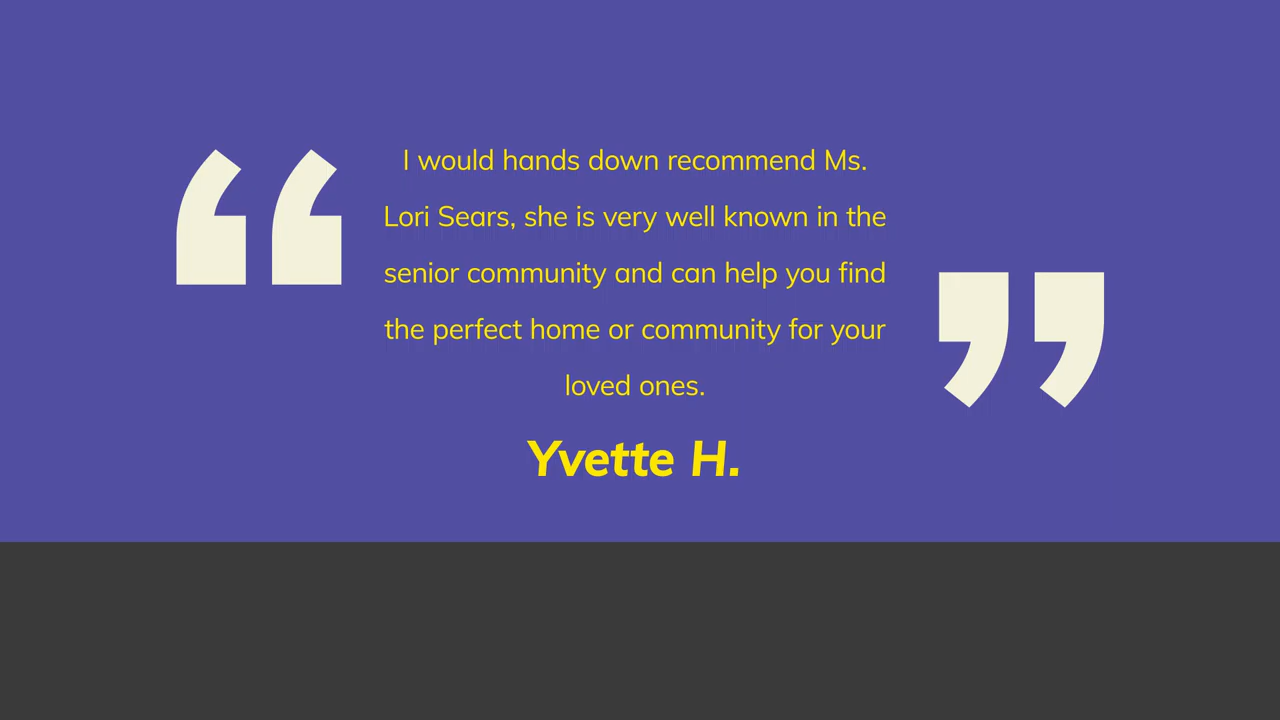 I would hands down recommend Ms.
Lori Sears, she is very well known in the
senior community and can help you find
the perfect home or community for your
loved ones.
Yvette H.